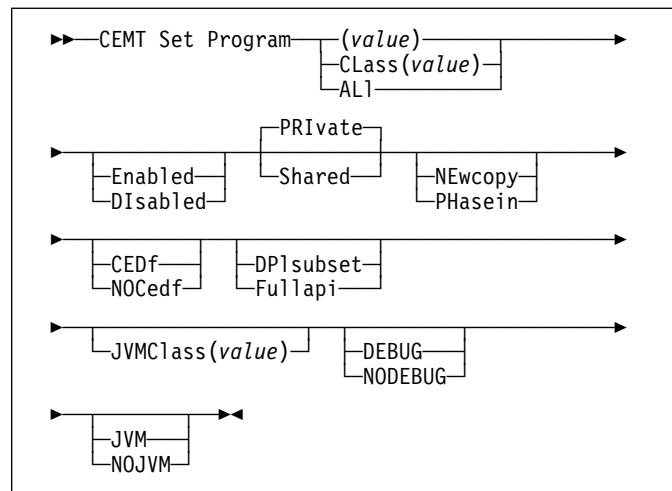 CEMT Set Program (value)
CLass(value)
ALl
PRIvate
Enabled Shared NEwcopy
DIsabled PHasein
CEDf DPlsubset
NOCedf Fullapi
JVMClass(value) DEBUG
NODEBUG
JVM
NOJVM